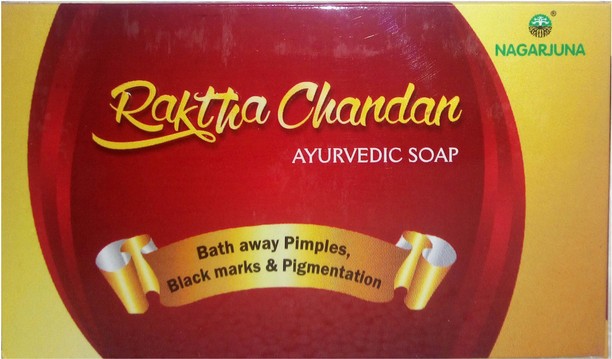 NAGARJUNA
Raktha Chandan
AYURVEDIC SOAP
Bath away Pimples,
Black marks & Pigmentation